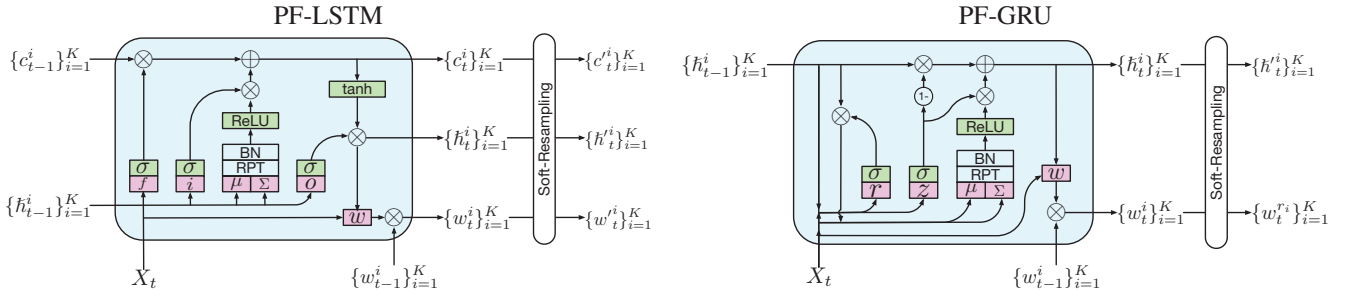 PF-LSTM
{c^i_{t-1}}^K_{i=1}
{c^i_t}^K_{i=1}
{c'^i_t}^K_{i=1}
tanh
ReLU
{ħ^i_t}^K_{i=1}
{ħ'^i_t}^K_{i=1}
BN
RPT
σ
f
σ
i
μ
Σ
σ
o
{ħ^i_{t-1}}^K_{i=1}
w
{w^i_t}^K_{i=1}
{w'^i_t}^K_{i=1}
X_t
{w^i_{t-1}}^K_{i=1}
Soft-Resampling
PF-GRU
{ħ^i_{t-1}}^K_{i=1}
{ħ^i_t}^K_{i=1}
{ħ'^i_t}^K_{i=1}
1-
ReLU
BN
RPT
σ
r
σ
z
μ
Σ
w
{w^i_t}^K_{i=1}
{w^{r_i}_t}^K_{i=1}
X_t
{w^i_{t-1}}^K_{i=1}
Soft-Resampling